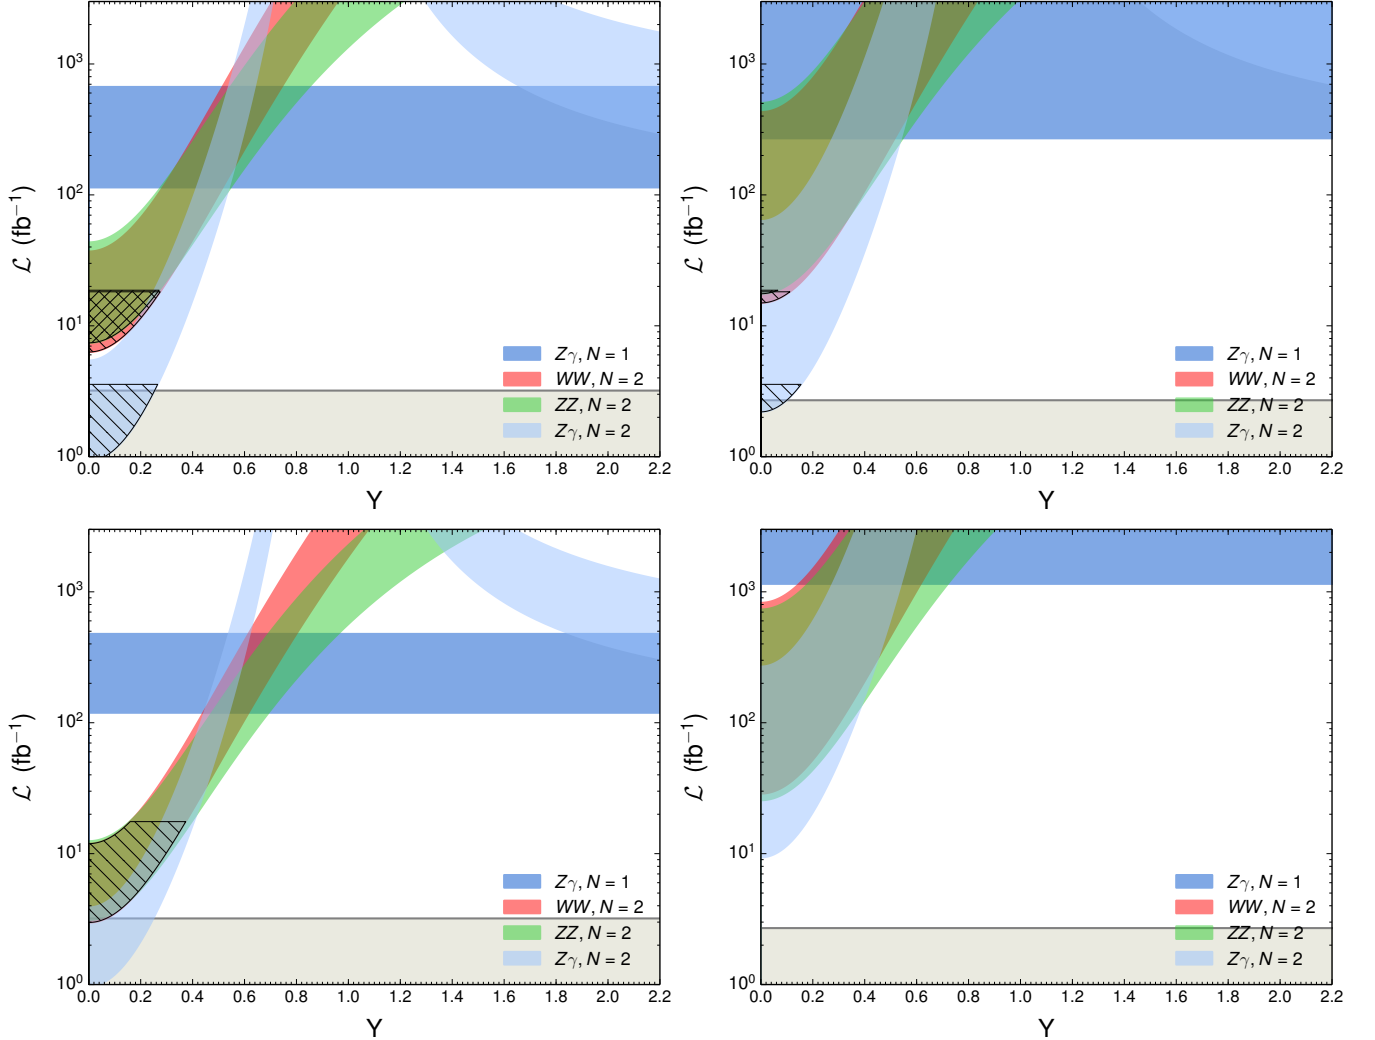 10³
10²
10¹
10⁰
ℒ (fb⁻¹)
Zγ, N = 1
WW, N = 2
ZZ, N = 2
Zγ, N = 2
0.0 0.2 0.4 0.6 0.8 1.0 1.2 1.4 1.6 1.8 2.0 2.2
Y
10³
10²
10¹
10⁰
ℒ (fb⁻¹)
Zγ, N = 1
WW, N = 2
ZZ, N = 2
Zγ, N = 2
0.0 0.2 0.4 0.6 0.8 1.0 1.2 1.4 1.6 1.8 2.0 2.2
Y
10³
10²
10¹
10⁰
ℒ (fb⁻¹)
Zγ, N = 1
WW, N = 2
ZZ, N = 2
Zγ, N = 2
0.0 0.2 0.4 0.6 0.8 1.0 1.2 1.4 1.6 1.8 2.0 2.2
Y
10³
10²
10¹
10⁰
ℒ (fb⁻¹)
Zγ, N = 1
WW, N = 2
ZZ, N = 2
Zγ, N = 2
0.0 0.2 0.4 0.6 0.8 1.0 1.2 1.4 1.6 1.8 2.0 2.2
Y